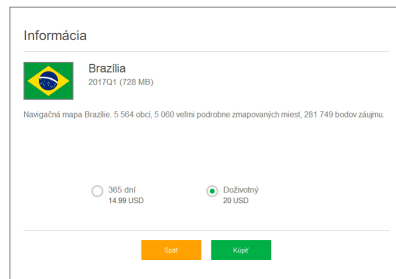 Informácia
Brazília
2017Q1 (728 MB)
Navigačná mapa Brazílie. 5 564 obcí, 5 060 veľmi podrobne zmapovaných miest, 281 749 bodov záujmu.
365 dní
14.99 USD
Doživotný
20 USD
Späť
Kúpiť